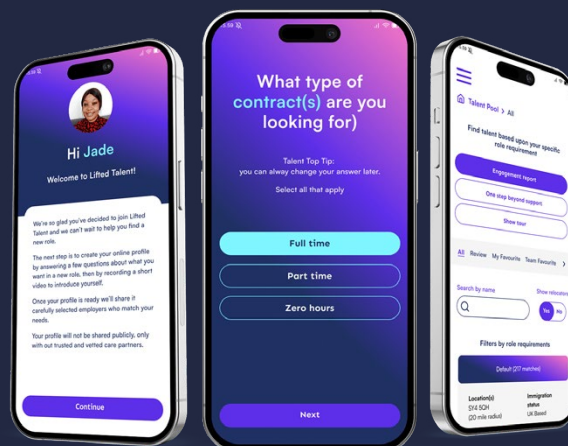 4:59
Hi Jade
Welcome to Lifted Talent!
We're so glad you've decided to join Lifted
Talent and we can't wait to help you find a
new role.
The next step is to create your online profile
by answering a few questions about what you
want in a new role, then by recording a short
video to introduce yourself.
Once your profile is ready we'll share it
carefully selected employers who match your
needs.
Your profile will not be shared publicly, only
with out trusted and vetted care partners.
Continue
4:59
What type of
contract(s) are you
looking for)
Talent Top Tip:
you can alway change your answer later.
Select all that apply
Full time
Part time
Zero hours
Next
4:59
Talent Pool > All
Find talent based upon your specific
role requirement
Engagement report
One step beyond support
Show tour
All Review My Favourite Team Favourite >
Search by name
Show relocators
Yes No
Filters by role requirements
Default (217 matches)
Location(s)
SY4 5QH
(20 mile radius)
Immigration
status
UK Based